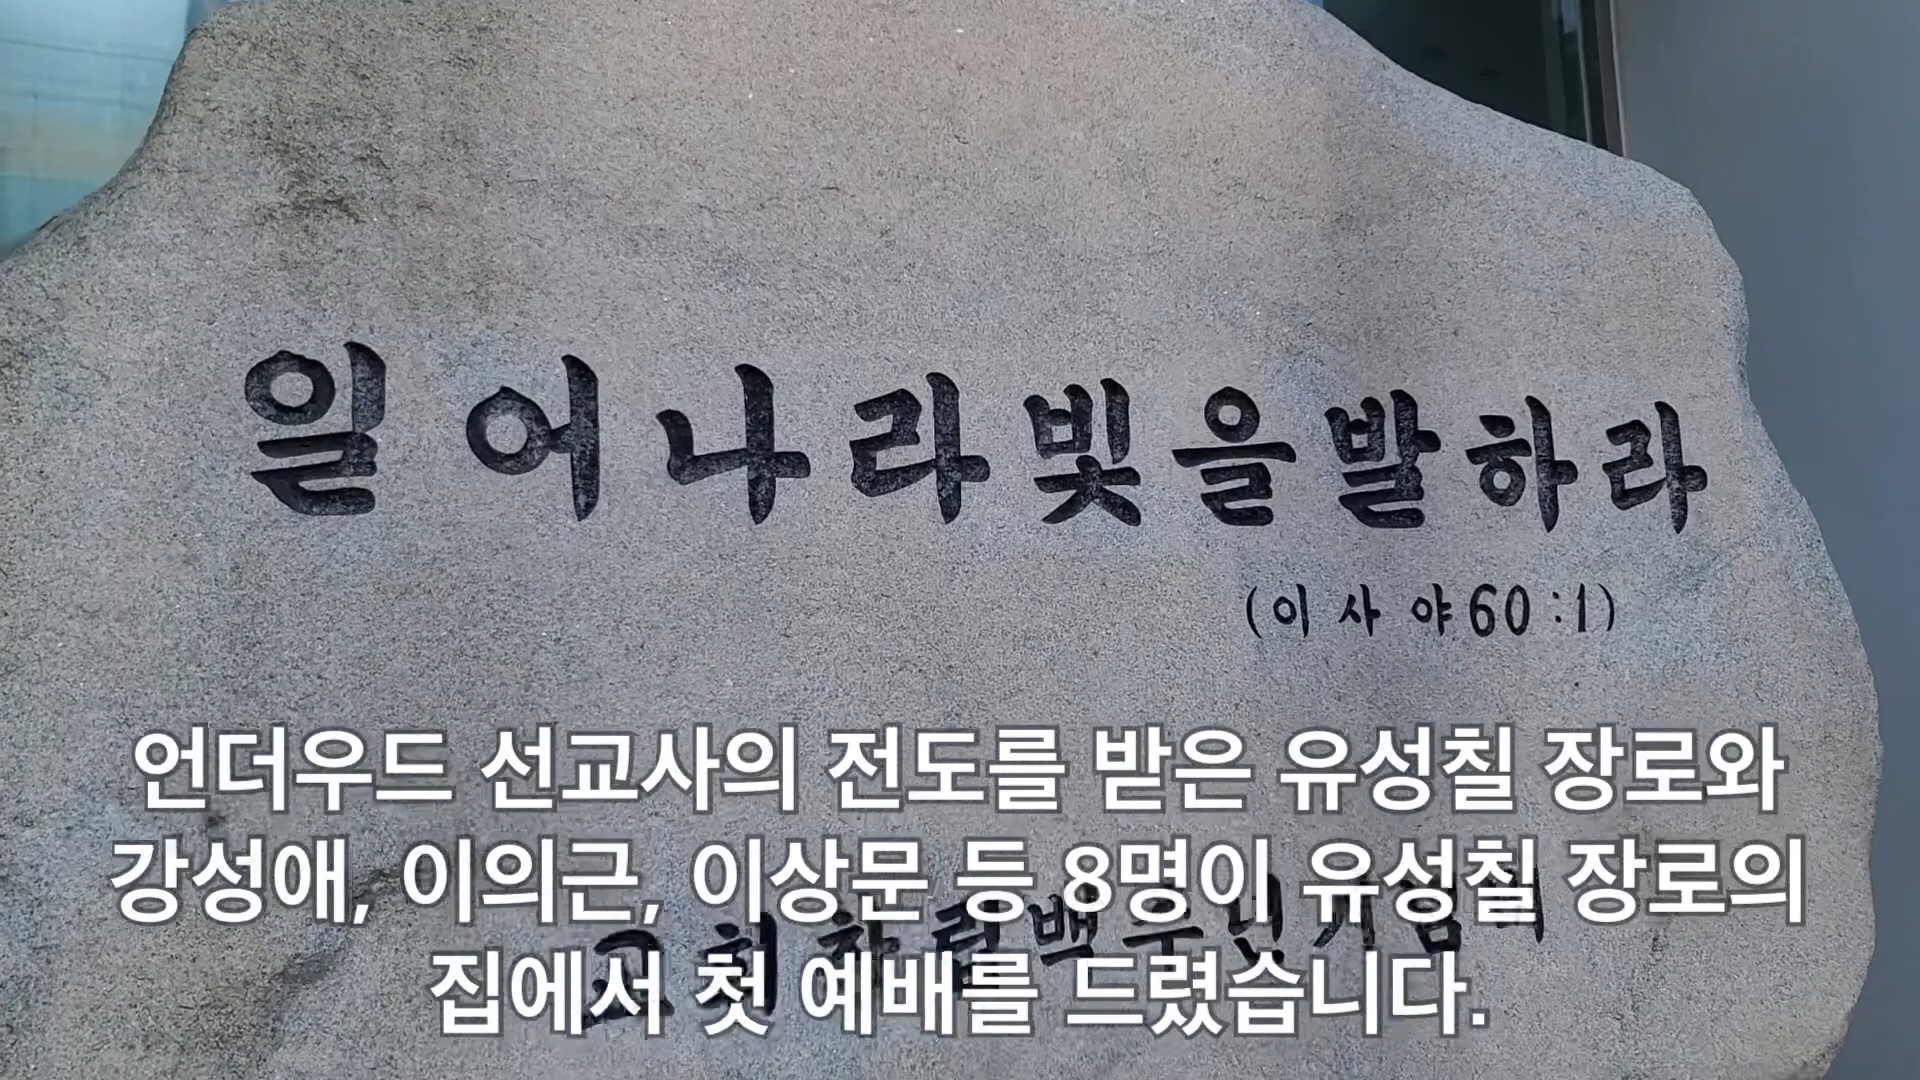 일어나라 빛을 발하라
(이사야 60:1)
언더우드 선교사의 전도를 받은 유성칠 장로와
강성애, 이의근, 이상문 등 8명이 유성칠 장로의
집에서 첫 예배를 드렸습니다.